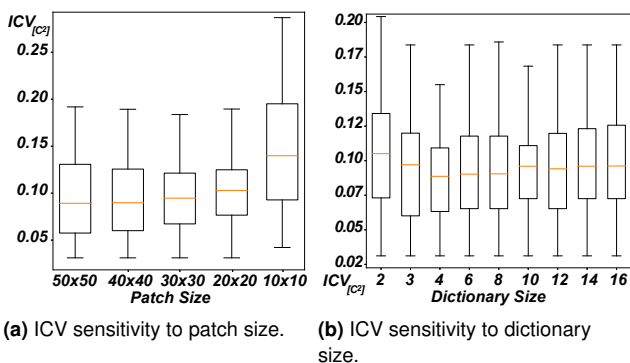 ICV[C²]
0.25
0.20
0.15
0.10
0.05
50x50 40x40 30x30 20x20 10x10
Patch Size
(a) ICV sensitivity to patch size.
0.20
0.17
0.15
0.12
0.10
0.07
0.05
0.02
ICV[C²]
2 3 4 6 8 10 12 14 16
Dictionary Size
(b) ICV sensitivity to dictionary
size.